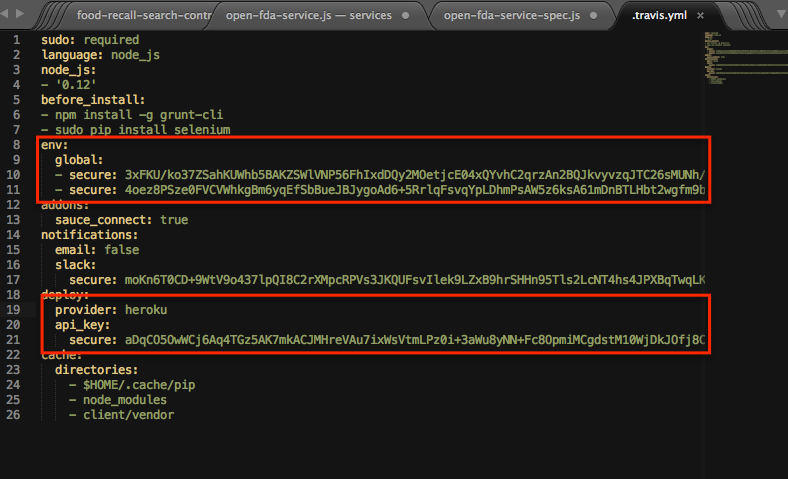 food-recall-search-contr open-fda-service.js — services open-fda-service-spec.js .travis.yml
1 sudo: required
2 language: node_js
3 node_js:
4 - '0.12'
5 before_install:
6 - npm install -g grunt-cli
7 - sudo pip install selenium
8 env:
9 global:
10 - secure: 3xFKU/ko37ZSahKUWhb5BAKZSWlVNP56FhIxdDQy2MOetjcE04xQYvhC2qrzAn2BQJkvyvzqJTC26sMUNh/
11 - secure: 4oez8PSze0FVCVWhkgBm6yqEfSbBueJBJygoAd6+5RrlqFsvqYpLDhmPsAW5z6ksA61mDnBTLHbt2wgfm9b
12 addons:
13 sauce_connect: true
14 notifications:
15 email: false
16 slack:
17 secure: moKn6T0CD+9WtV9o437lpQI8C2rXMpcRPVs3JKQUFsvIlek9LZxB9hrSHHn95Tls2LcNT4hs4JPXBqTwqLK
18 deploy:
19 provider: heroku
20 api_key:
21 secure: aDqCO5OwWCj6Aq4TGz5AK7mkACJMHreVAu7ixWsVtmLPz0i+3aWu8yNN+Fc8OpmiMCgdstM10WjDkJOfj8C
22 cache:
23 directories:
24 - $HOME/.cache/pip
25 - node_modules
26 - client/vendor